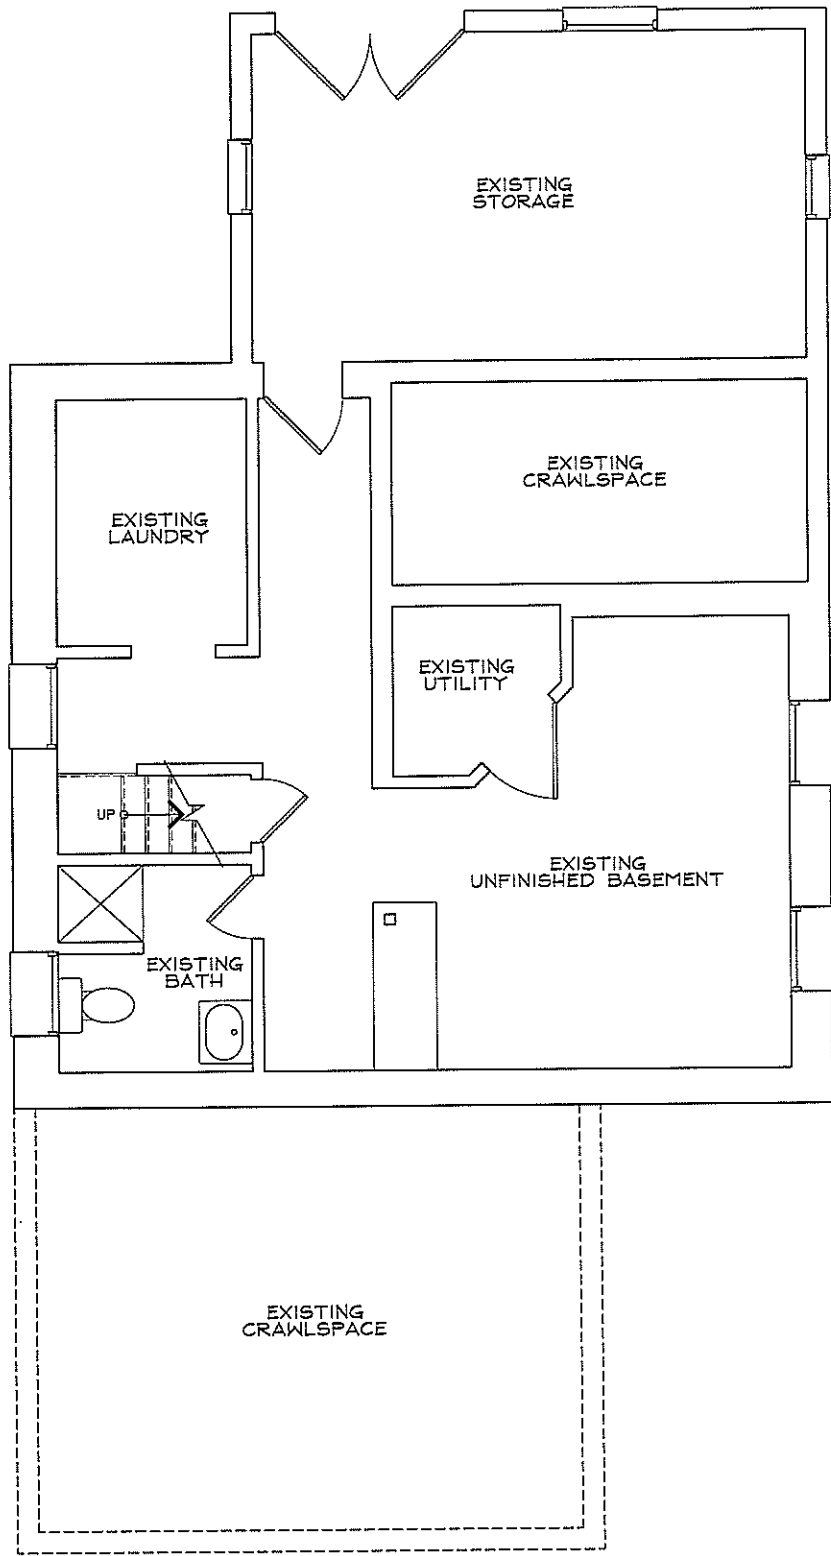 EXISTING
STORAGE
EXISTING
CRAWLSPACE
EXISTING
LAUNDRY
EXISTING
UTILITY
UP
EXISTING
UNFINISHED BASEMENT
EXISTING
BATH
EXISTING
CRAWLSPACE